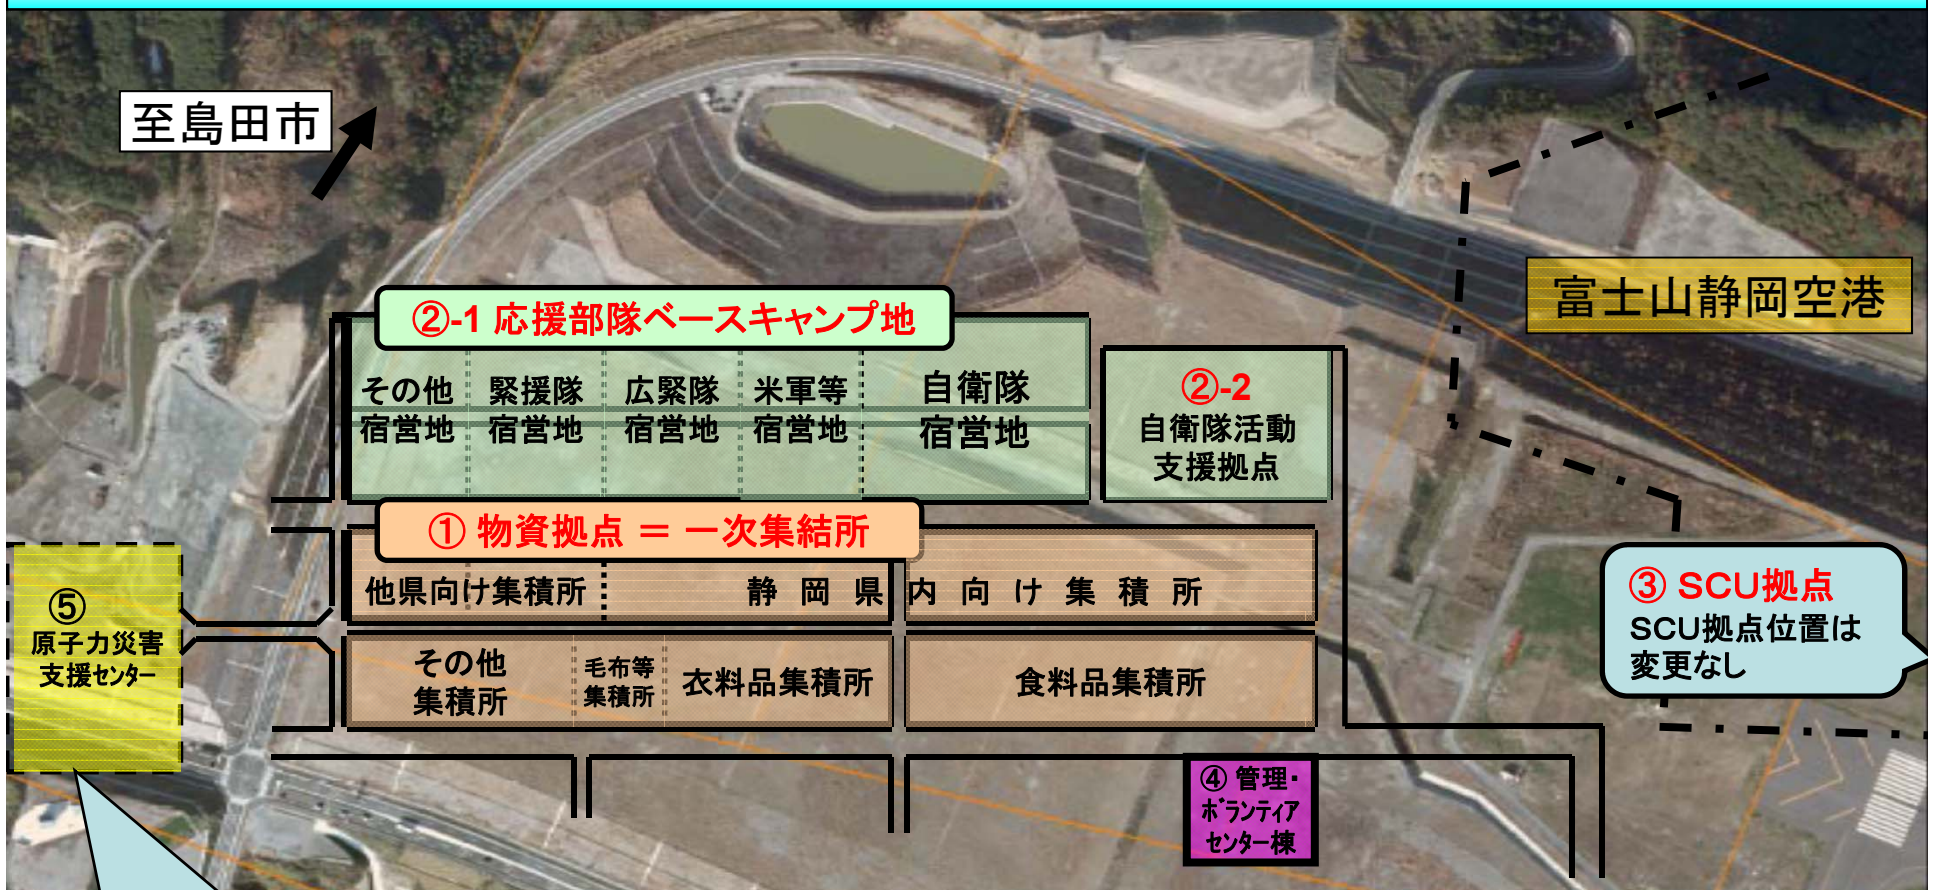 至島田市
富士山静岡空港
②-1 応援部隊ベースキャンプ地
その他
宿営地
緊援隊
宿営地
広緊隊
宿営地
米軍等
宿営地
自衛隊
宿営地
②-2
自衛隊活動
支援拠点
① 物資拠点 ＝ 一次集結所
他県向け集積所
静岡県内向け集積所
その他
集積所
毛布等
集積所
衣料品集積所
食料品集積所
③ SCU拠点
SCU拠点位置は
変更なし
④ 管理・
ﾎﾞﾗﾝﾃｨｱ
ｾﾝﾀｰ棟
⑤
原子力災害
支援ｾﾝﾀｰ